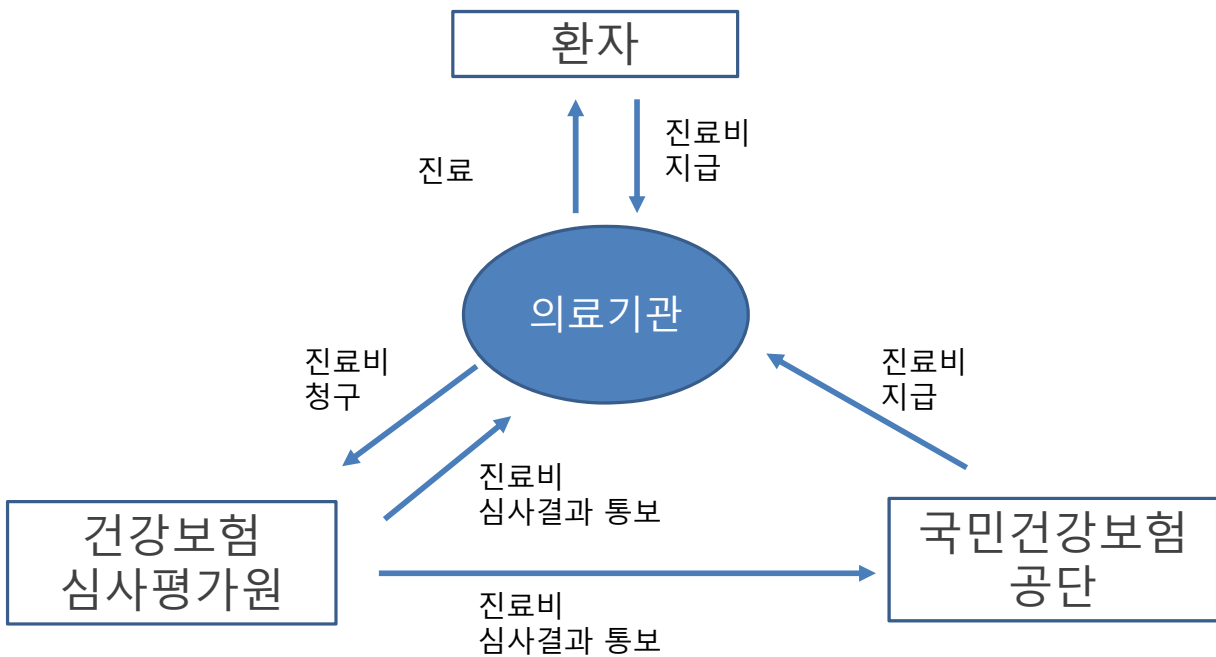 환자
진료
진료비
지급
의료기관
진료비
청구
진료비
지급
진료비
심사결과 통보
건강보험
심사평가원
국민건강보험
공단
진료비
심사결과 통보